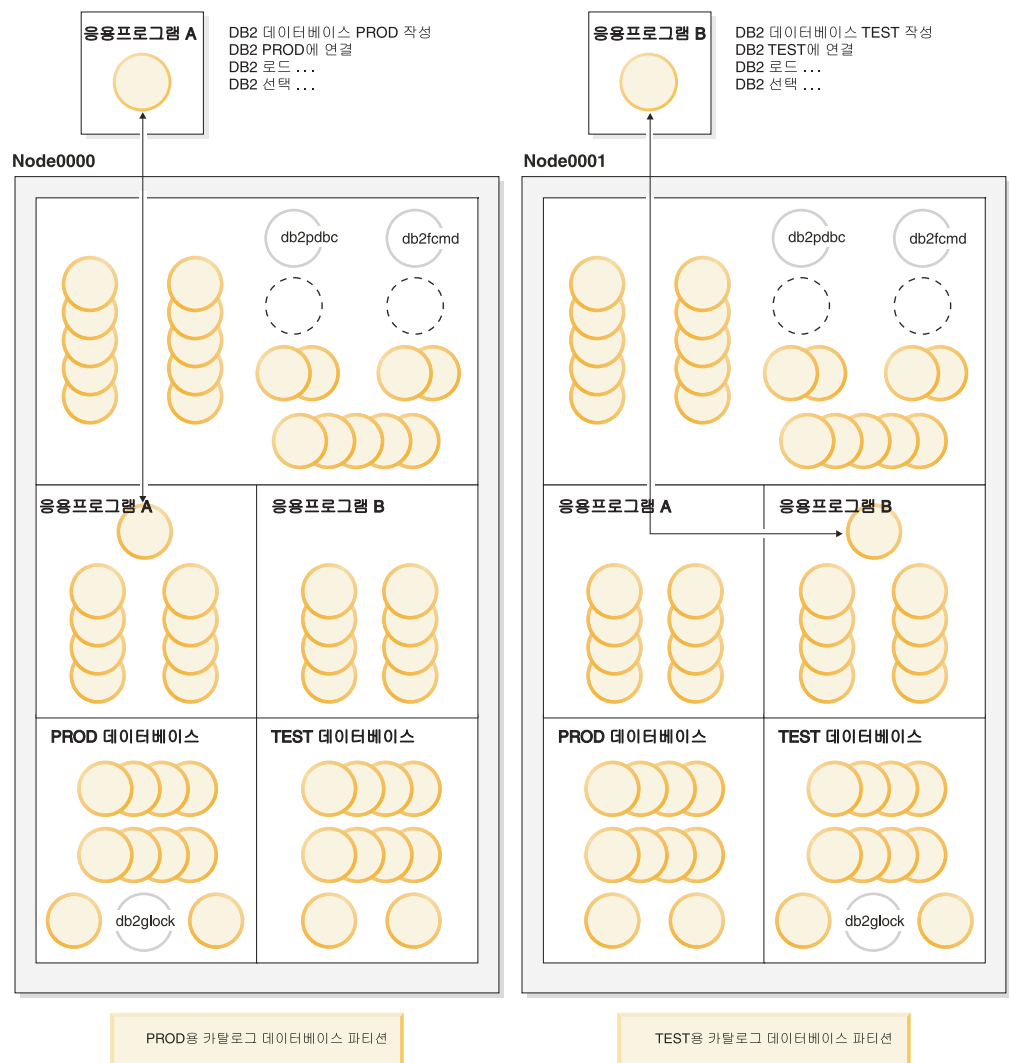 응용프로그램 A
DB2 데이터베이스 PROD 작성
DB2 PROD에 연결
DB2 로드 ...
DB2 선택 ...
응용프로그램 B
DB2 데이터베이스 TEST 작성
DB2 TEST에 연결
DB2 로드 ...
DB2 선택 ...
Node0000
db2pdbc
db2fcmd
응용프로그램 A
응용프로그램 B
PROD 데이터베이스
TEST 데이터베이스
db2glock
PROD용 카탈로그 데이터베이스 파티션
Node0001
db2pdbc
db2fcmd
응용프로그램 A
응용프로그램 B
PROD 데이터베이스
TEST 데이터베이스
db2glock
TEST용 카탈로그 데이터베이스 파티션